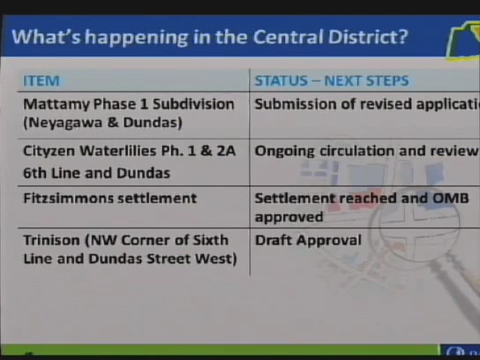 What's happening in the Central District?
ITEM
STATUS – NEXT STEPS
Mattamy Phase 1 Subdivision
(Neyagawa & Dundas)
Submission of revised applicati
Cityzen Waterlilies Ph. 1 & 2A
6th Line and Dundas
Ongoing circulation and review
Fitzsimmons settlement
Settlement reached and OMB
approved
Trinison (NW Corner of Sixth
Line and Dundas Street West)
Draft Approval